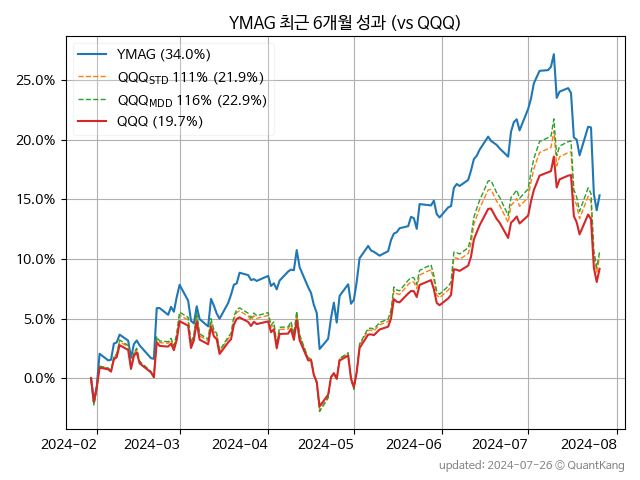 YMAG 최근 6개월 성과 (vs QQQ)
YMAG (34.0%)
QQQSTD 111% (21.9%)
QQQMDD 116% (22.9%)
QQQ (19.7%)
25.0%
20.0%
15.0%
10.0%
5.0%
0.0%
2024-02 2024-03 2024-04 2024-05 2024-06 2024-07 2024-08
updated: 2024-07-26 © QuantKang